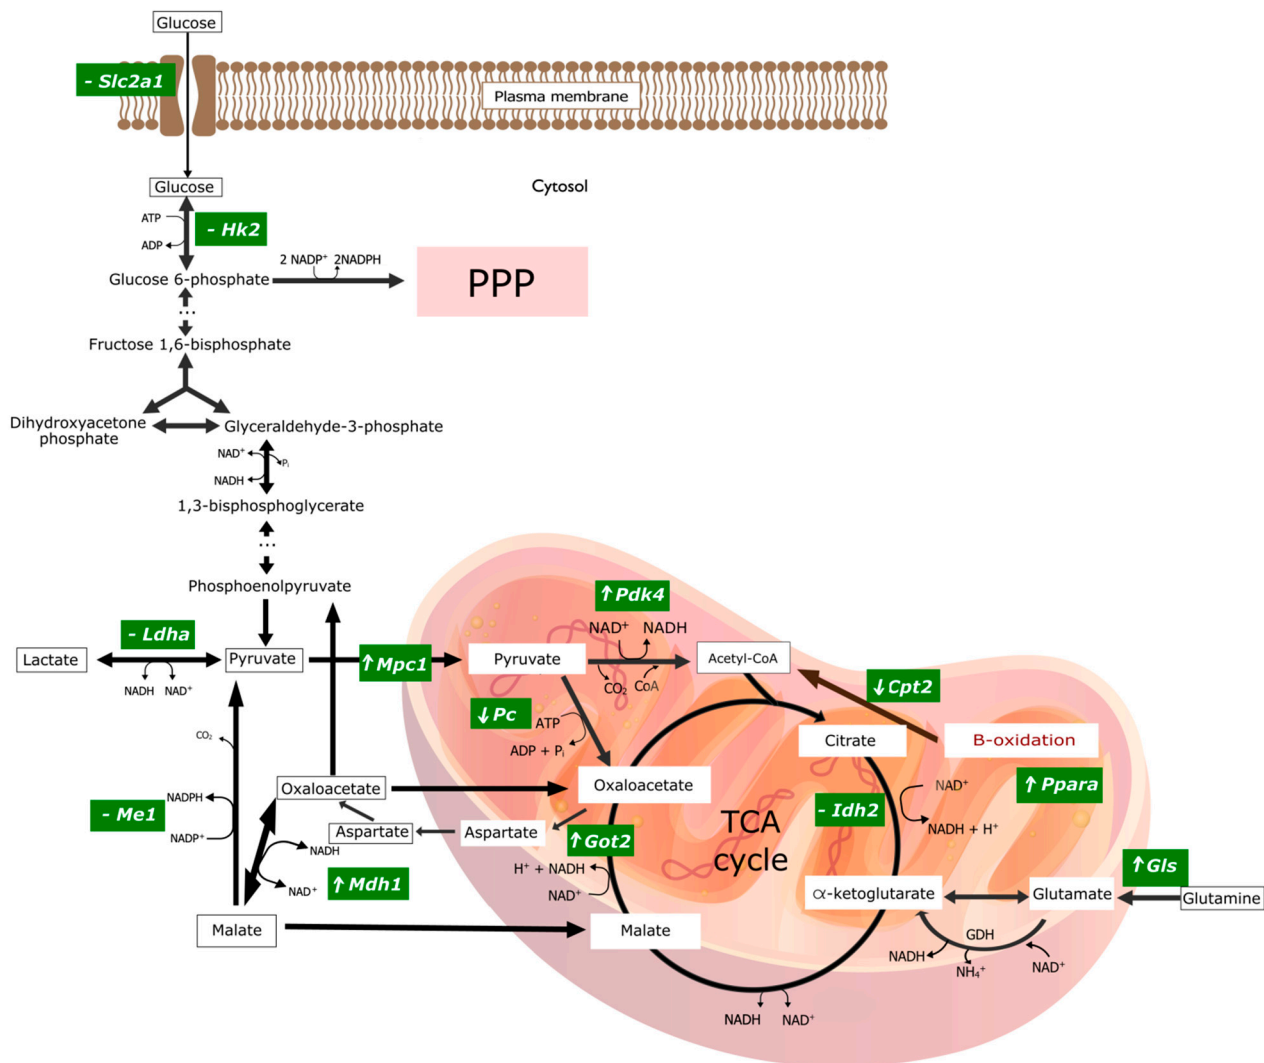 Glucose
- Slc2a1
Plasma membrane
Glucose
Cytosol
ATP
- Hk2
ADP
2 NADP⁺ 2NADPH
Glucose 6-phosphate
PPP
...
Fructose 1,6-bisphosphate
Dihydroxyacetone
phosphate
Glyceraldehyde-3-phosphate
NAD⁺
Pᵢ
NADH
1,3-bisphosphoglycerate
...
Phosphoenolpyruvate
↑Pdk4
- Ldha
NAD⁺
NADH
Lactate
Pyruvate
↑Mpc1
Pyruvate
Acetyl-CoA
NADH
NAD⁺
CO₂
CoA
↓Cpt2
↓Pc
ATP
ADP + Pᵢ
CO₂
Citrate
B-oxidation
Oxaloacetate
Oxaloacetate
NAD⁺
↑Ppara
NADPH
- Me1
NADP⁺
- Idh2
Aspartate
Aspartate
TCA
cycle
NADH + H⁺
↑Got2
NADH
H⁺ + NADH
NAD⁺
↑Mdh1
NAD⁺
↑Gls
α-ketoglutarate
Glutamate
Glutamine
Malate
Malate
GDH
NADH
NH₄⁺
NAD⁺
NADH
NAD⁺